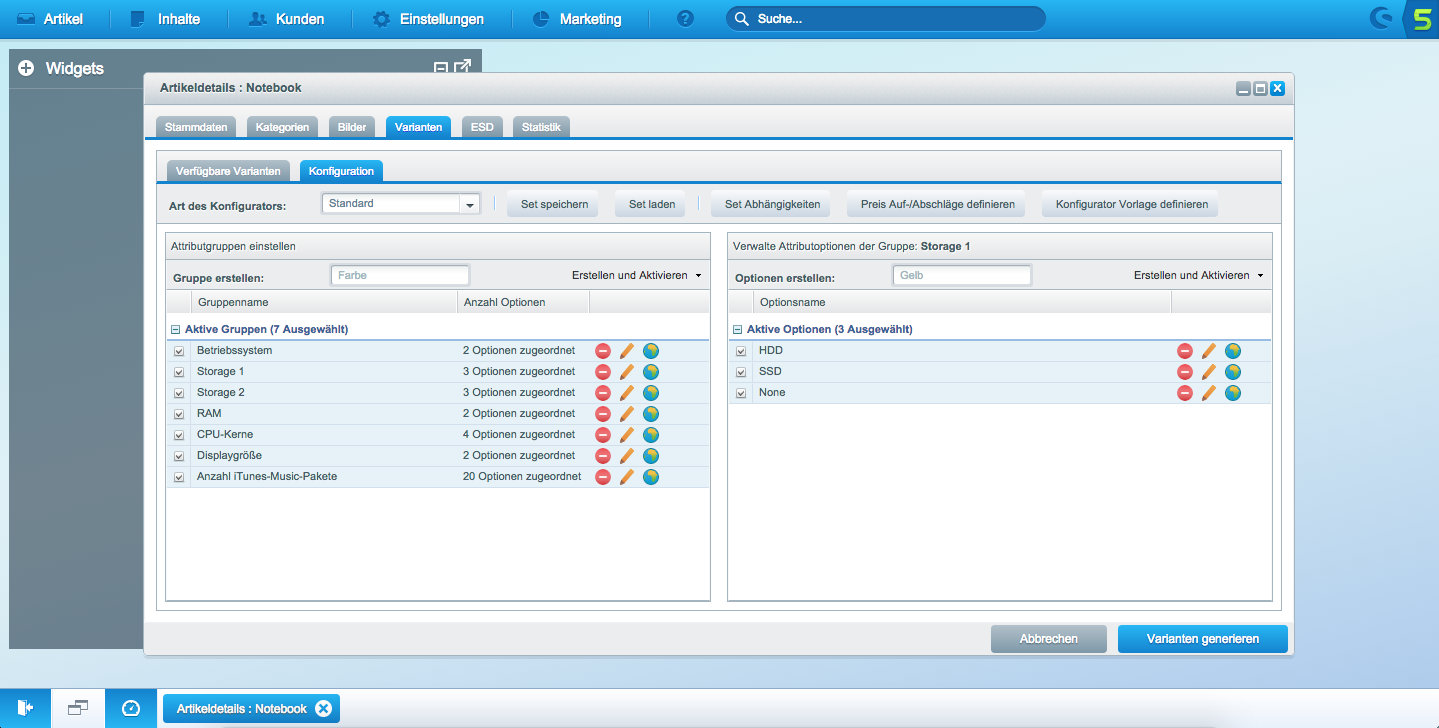 Artikel Inhalte Kunden Einstellungen Marketing ? Suche... 5
Widgets
Artikeldetails : Notebook
Stammdaten Kategorien Bilder Varianten ESD Statistik
Verfügbare Varianten Konfiguration
Art des Konfigurators: Standard Set speichern Set laden Set Abhängigkeiten Preis Auf-/Abschläge definieren Konfigurator Vorlage definieren
Attributgruppen einstellen
Gruppe erstellen: Farbe Erstellen und Aktivieren
Gruppenname Anzahl Optionen
Aktive Gruppen (7 Ausgewählt)
Betriebssystem 2 Optionen zugeordnet
Storage 1 3 Optionen zugeordnet
Storage 2 3 Optionen zugeordnet
RAM 2 Optionen zugeordnet
CPU-Kerne 4 Optionen zugeordnet
Displaygröße 2 Optionen zugeordnet
Anzahl iTunes-Music-Pakete 20 Optionen zugeordnet
Verwalte Attributoptionen der Gruppe: Storage 1
Optionen erstellen: Gelb Erstellen und Aktivieren
Optionsname
Aktive Optionen (3 Ausgewählt)
HDD
SSD
None
Abbrechen Varianten generieren
Artikeldetails : Notebook